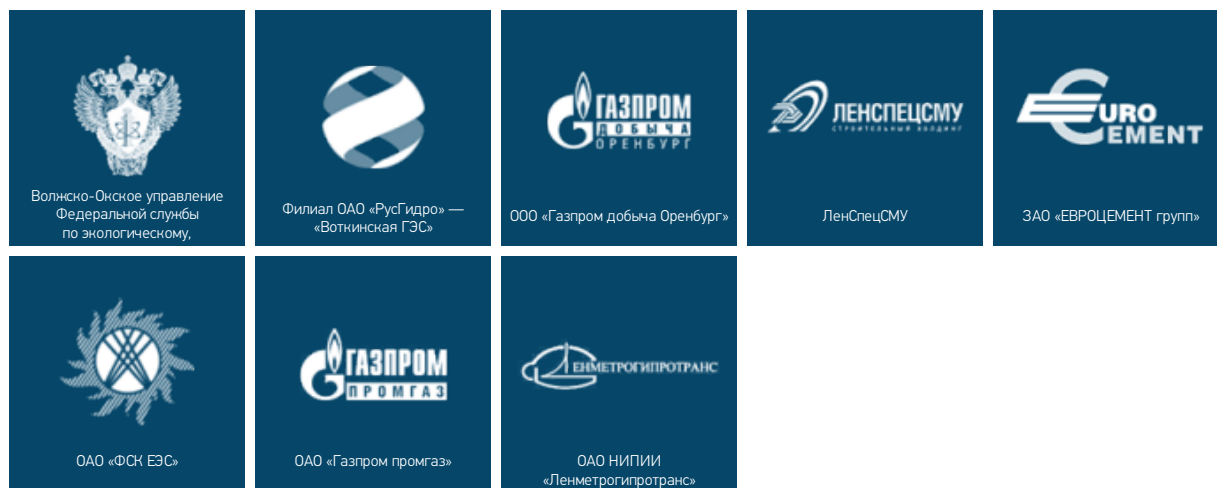 ГАЗПРОМ
ДОБЫЧА
ОРЕНБУРГ
ЛЕНСПЕЦСМУ
СТРОИТЕЛЬНЫЙ ХОЛДИНГ
EURO
CEMENT
Волжско-Окское управление
Федеральной службы
по экологическому,
Филиал ОАО «РусГидро» —
«Воткинская ГЭС»
ООО «Газпром добыча Оренбург»
ЛенСпецСМУ
ЗАО «ЕВРОЦЕМЕНТ групп»
ГАЗПРОМ
ПРОМГАЗ
ЛЕНМЕТРОГИПРОТРАНС
ОАО «ФСК ЕЭС»
ОАО «Газпром промгаз»
ОАО НИПИИ
«Ленметрогипротранс»